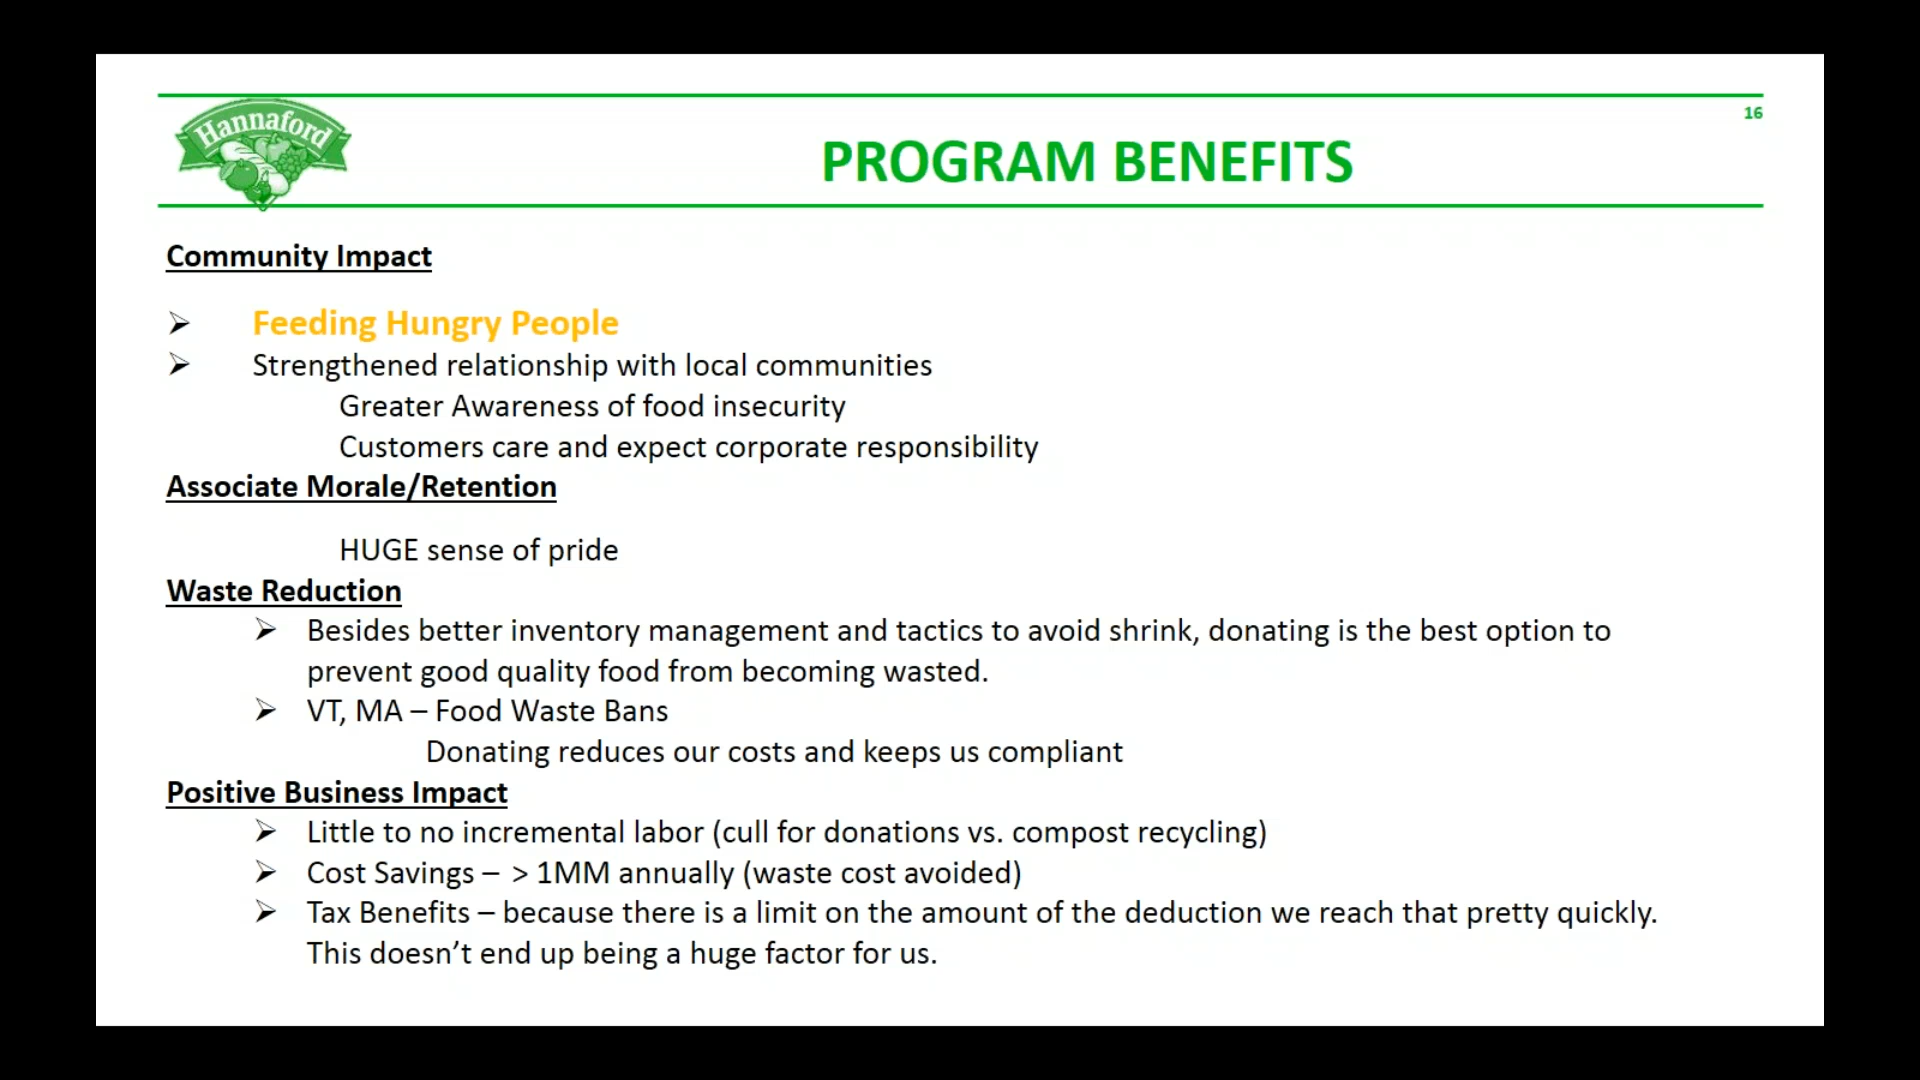 Hannaford
16
PROGRAM BENEFITS
Community Impact
➢ Feeding Hungry People
➢ Strengthened relationship with local communities
Greater Awareness of food insecurity
Customers care and expect corporate responsibility
Associate Morale/Retention
HUGE sense of pride
Waste Reduction
➢ Besides better inventory management and tactics to avoid shrink, donating is the best option to
prevent good quality food from becoming wasted.
➢ VT, MA – Food Waste Bans
Donating reduces our costs and keeps us compliant
Positive Business Impact
➢ Little to no incremental labor (cull for donations vs. compost recycling)
➢ Cost Savings – > 1MM annually (waste cost avoided)
➢ Tax Benefits – because there is a limit on the amount of the deduction we reach that pretty quickly.
This doesn’t end up being a huge factor for us.